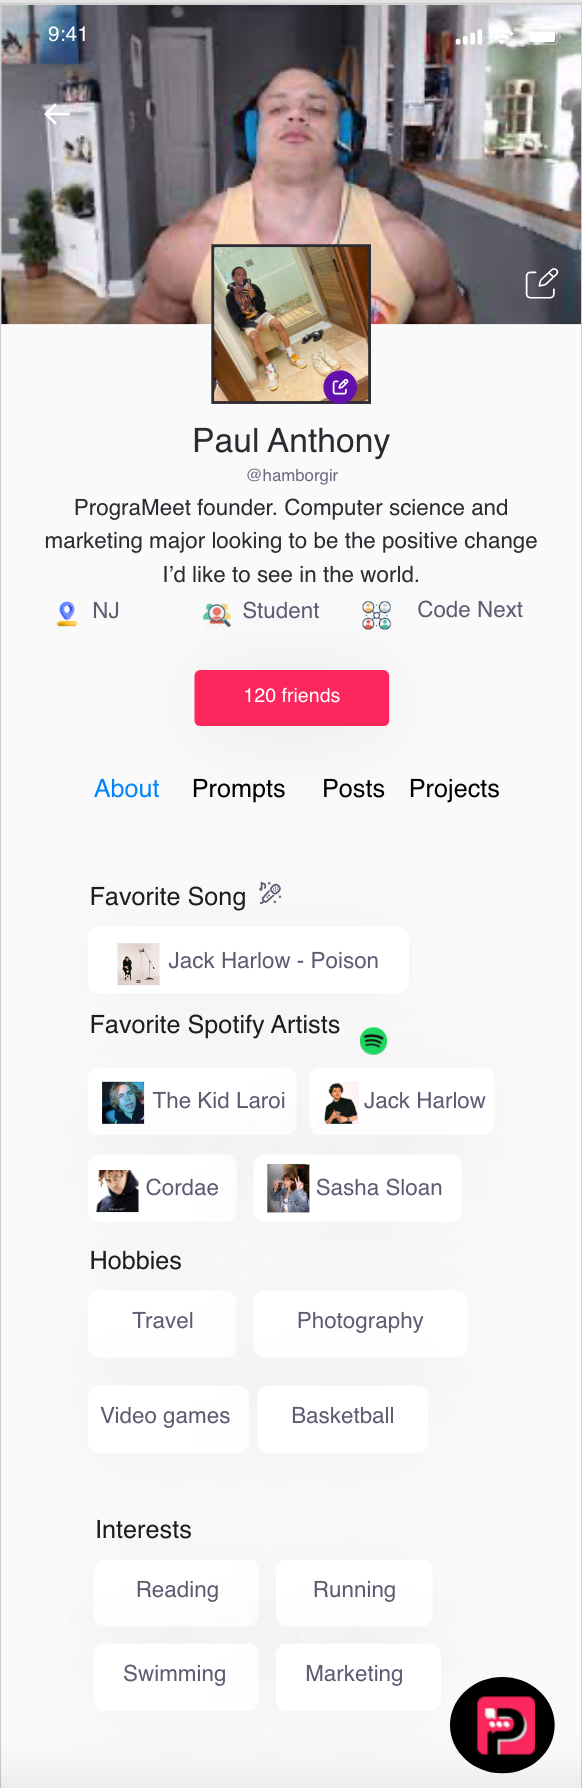 9:41
Paul Anthony
@hamborgir
PrograMeet founder. Computer science and
marketing major looking to be the positive change
I’d like to see in the world.
NJ Student Code Next
120 friends
About Prompts Posts Projects
Favorite Song
Jack Harlow - Poison
Favorite Spotify Artists
The Kid Laroi Jack Harlow
Cordae Sasha Sloan
Hobbies
Travel Photography
Video games Basketball
Interests
Reading Running
Swimming Marketing
P